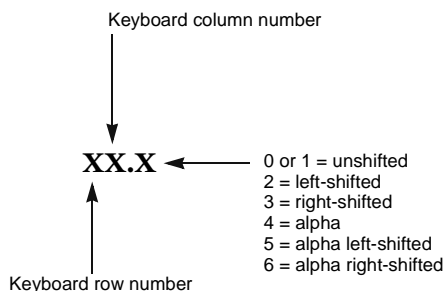 Keyboard column number
XX.X
0 or 1 = unshifted
2 = left-shifted
3 = right-shifted
4 = alpha
5 = alpha left-shifted
6 = alpha right-shifted
Keyboard row number